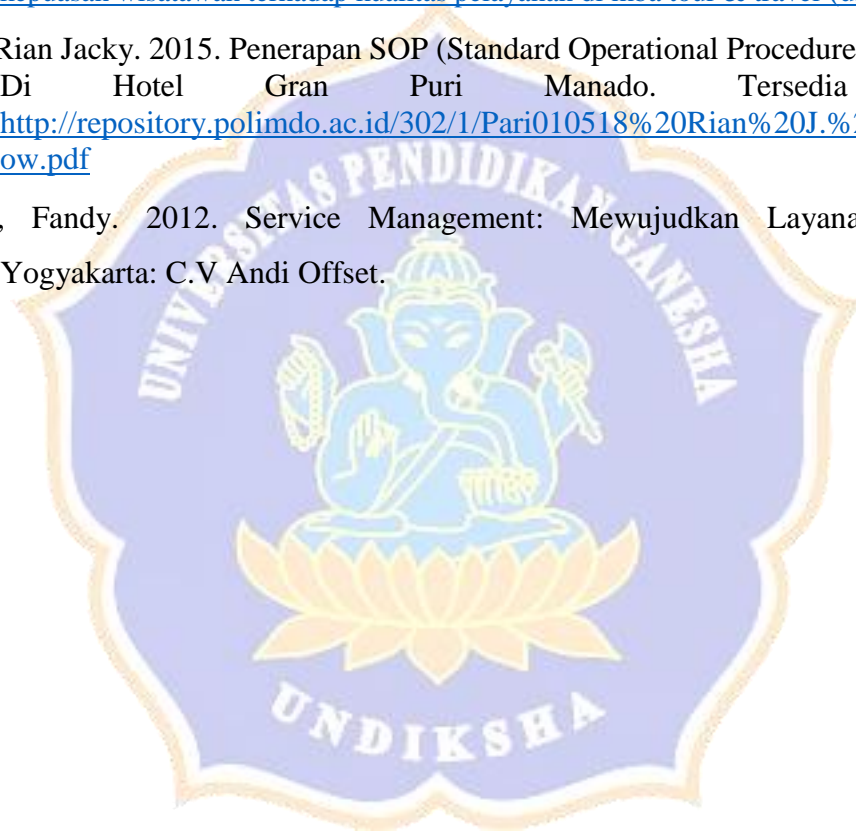 Rian Jacky. 2015. Penerapan SOP (Standard Operational Procedure
Di Hotel Gran Puri Manado. Tersedia
http://repository.polimdo.ac.id/302/1/Pari010518%20Rian%20J.%
ow.pdf
, Fandy. 2012. Service Management: Mewujudkan Layana
Yogyakarta: C.V Andi Offset.
UNIVERSITAS PENDIDIKAN GANESHA
UNDIKSHA